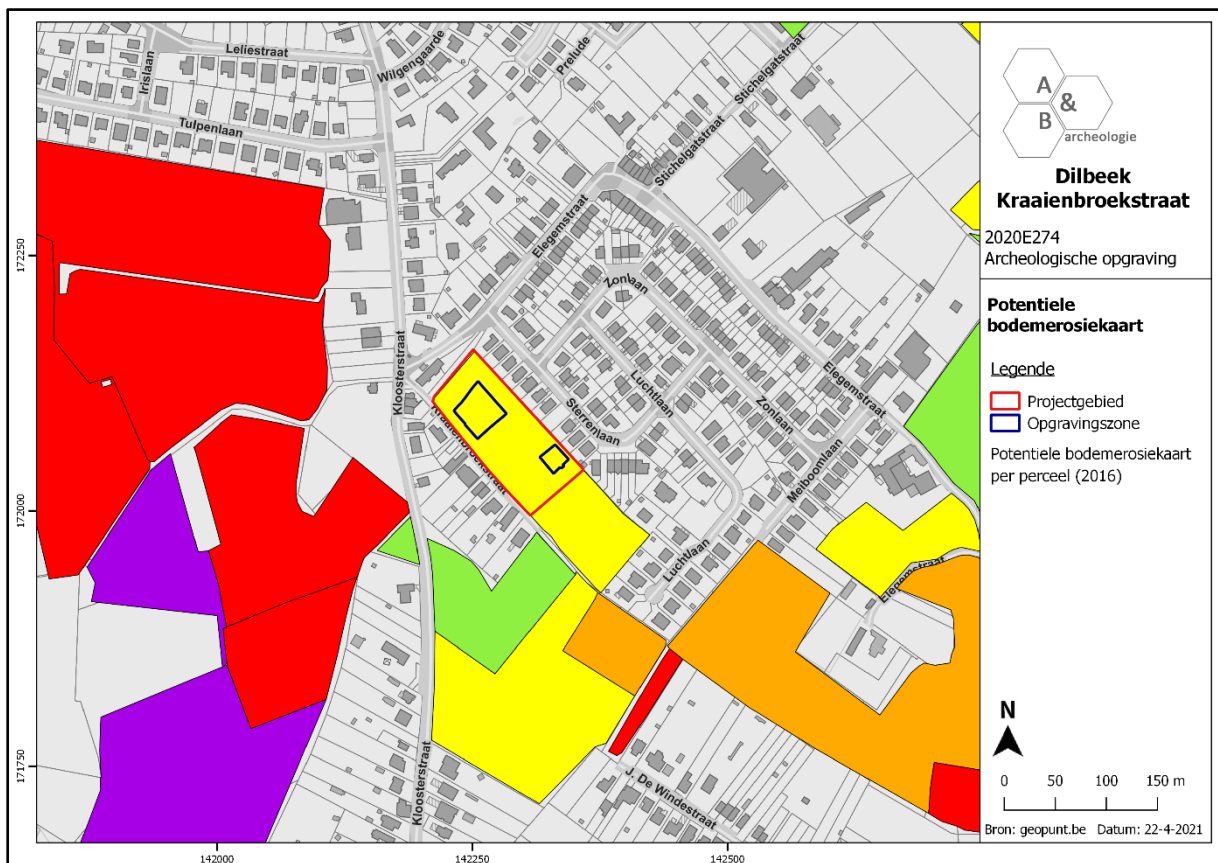 Leliestraat
Irislaan
Wilgengaarde
Prelude
Stichelgatstraat
Tulpenlaan
Stichelgatstraat
Elegemstraat
Zonlaan
Kloosterstraat
Luchtlaan
Sterrenlaan
Zonlaan
Elegemstraat
Kraaienbroekstraat
Meiboomlaan
Luchtlaan
Elegemstraat
Kloosterstraat
J. De Windestraat
172250
172000
171750
142000
142250
142500
A
&
B
archeologie
Dilbeek
Kraaienbroekstraat
2020E274
Archeologische opgraving
Potentiele
bodemerosiekaart
Legende
Projectgebied
Opgravingszone
Potentiele bodemerosiekaart
per perceel (2016)
N
0 50 100 150 m
Bron: geopunt.be Datum: 22-4-2021